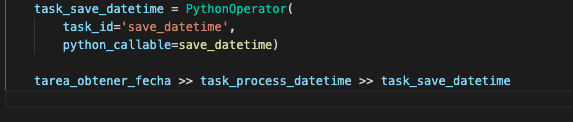 task_save_datetime = PythonOperator(
task_id='save_datetime',
python_callable=save_datetime)
tarea_obtener_fecha >> task_process_datetime >> task_save_datetime